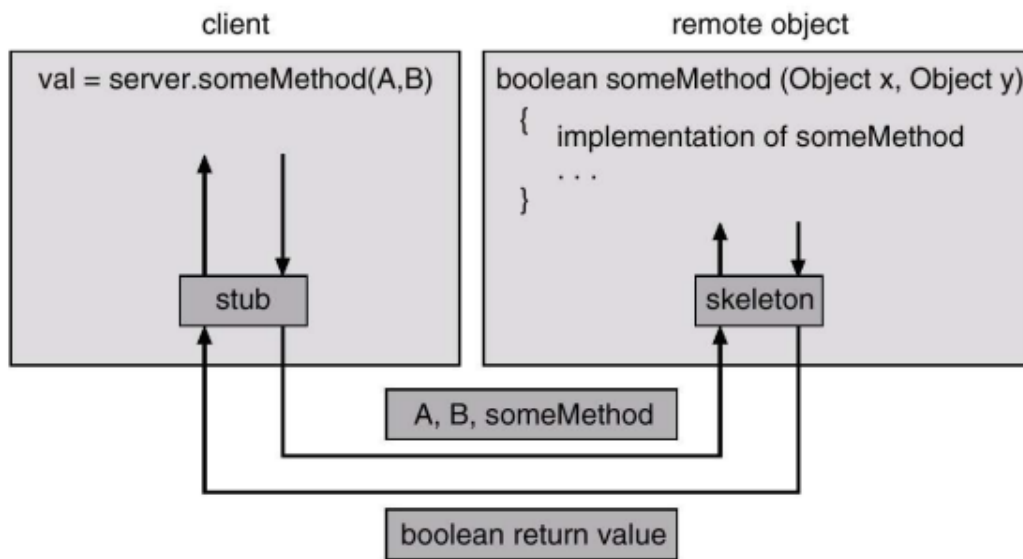 client
val = server.someMethod(A,B)
stub
remote object
boolean someMethod (Object x, Object y)
{
implementation of someMethod
. . .
}
skeleton
A, B, someMethod
boolean return value